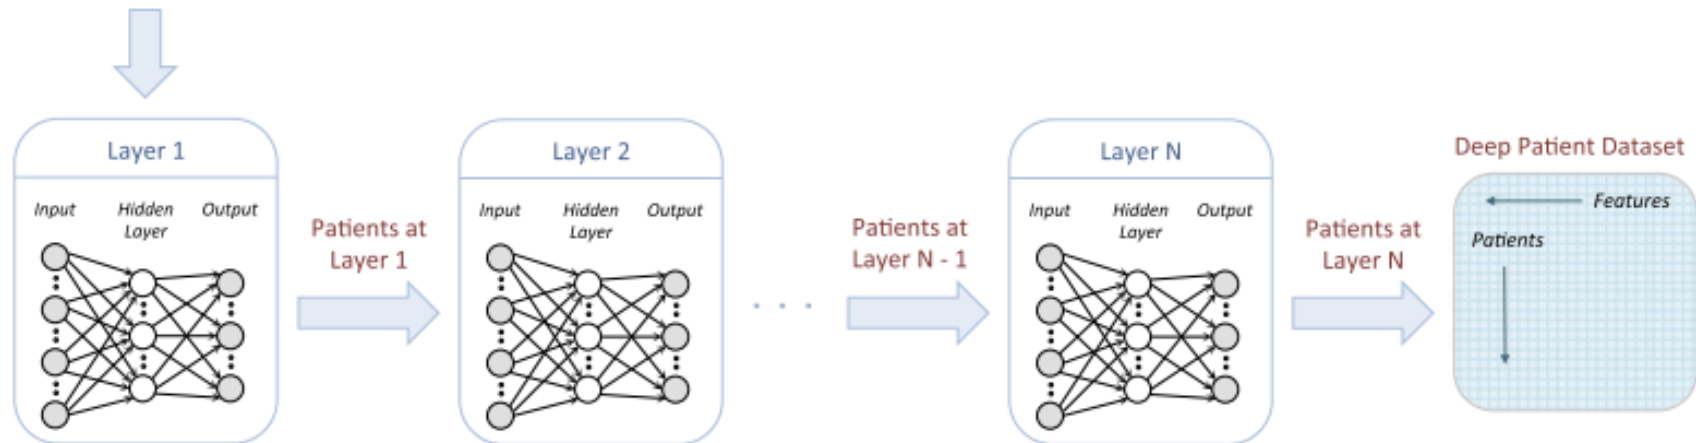 Layer 1
Input
Hidden
Layer
Output
Patients at
Layer 1
Layer 2
Input
Hidden
Layer
Output
. . .
Patients at
Layer N - 1
Layer N
Input
Hidden
Layer
Output
Patients at
Layer N
Deep Patient Dataset
Features
Patients